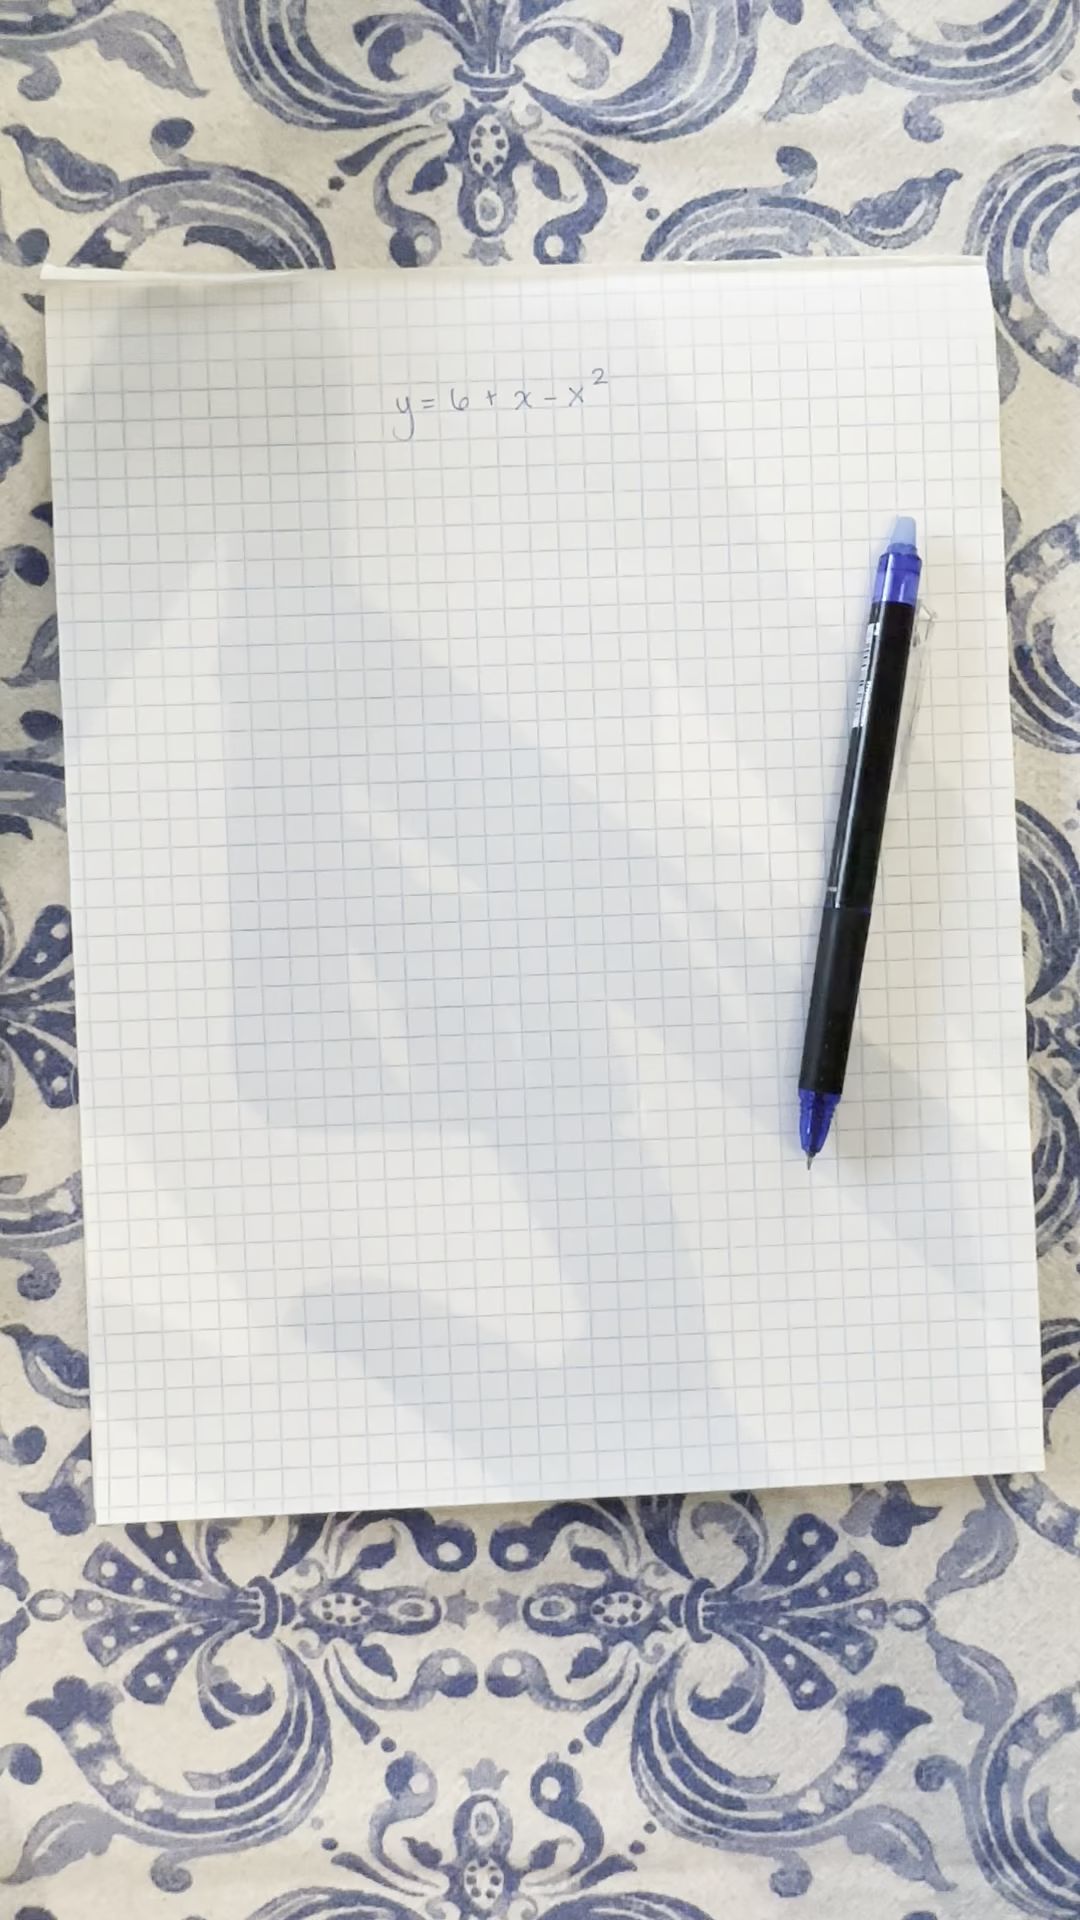 y = 6 + x - x²